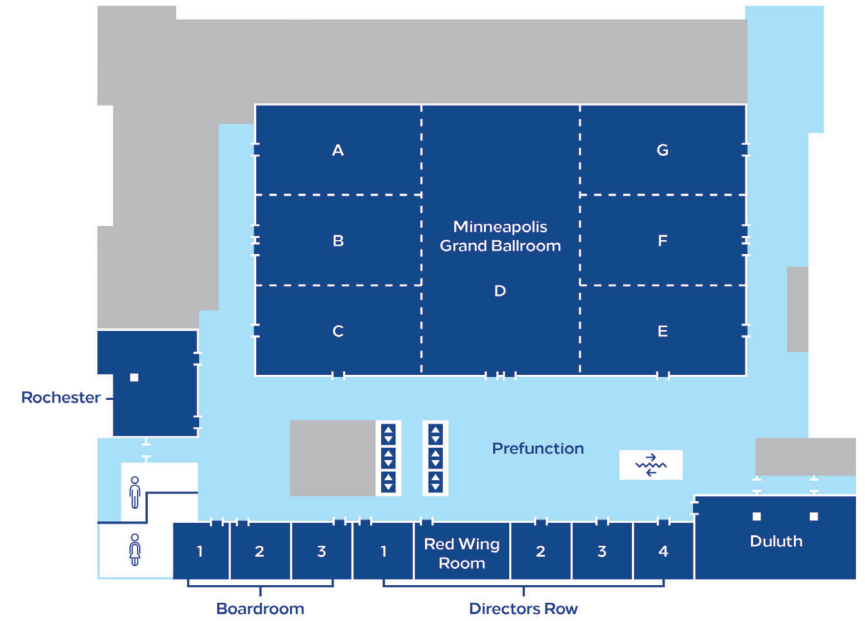 A
G
Minneapolis
Grand Ballroom
B
F
D
C
E
Rochester
Prefunction
1
2
3
1
Red Wing
Room
2
3
4
Duluth
Boardroom
Directors Row